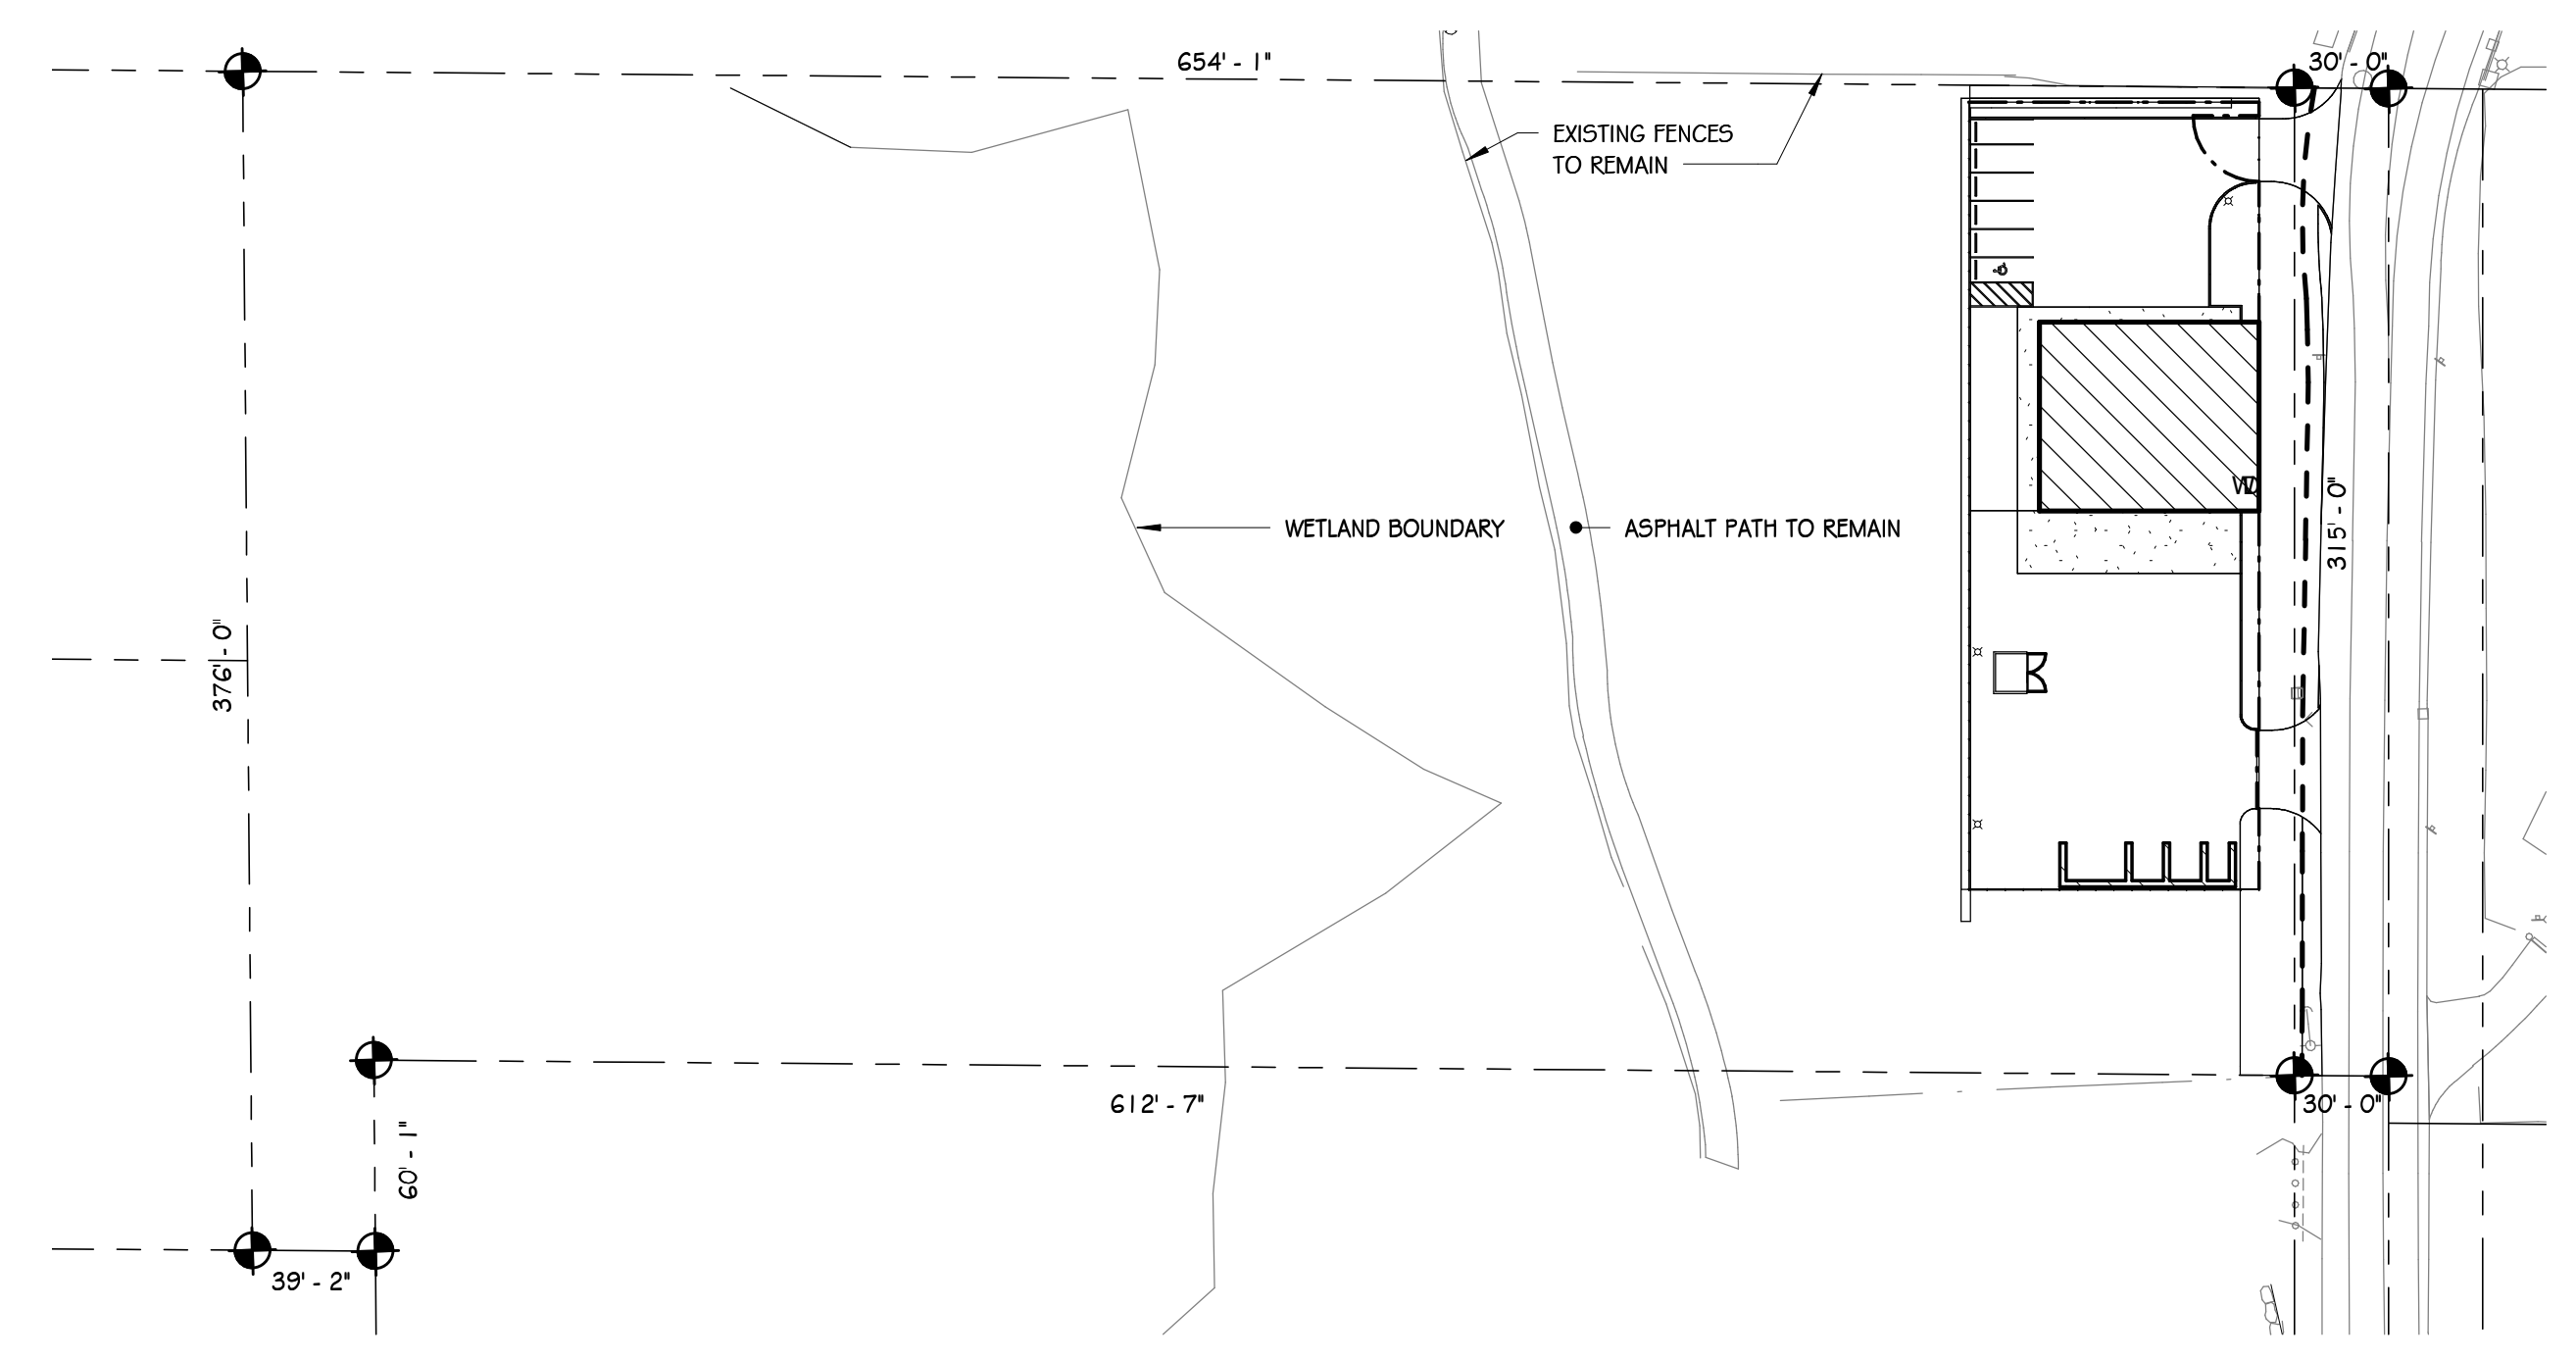 654' - 1"
30' - 0"
EXISTING FENCES
TO REMAIN
WETLAND BOUNDARY
ASPHALT PATH TO REMAIN
315' - 0"
376' - 0"
612' - 7"
30' - 0"
60' - 1"
39' - 2"